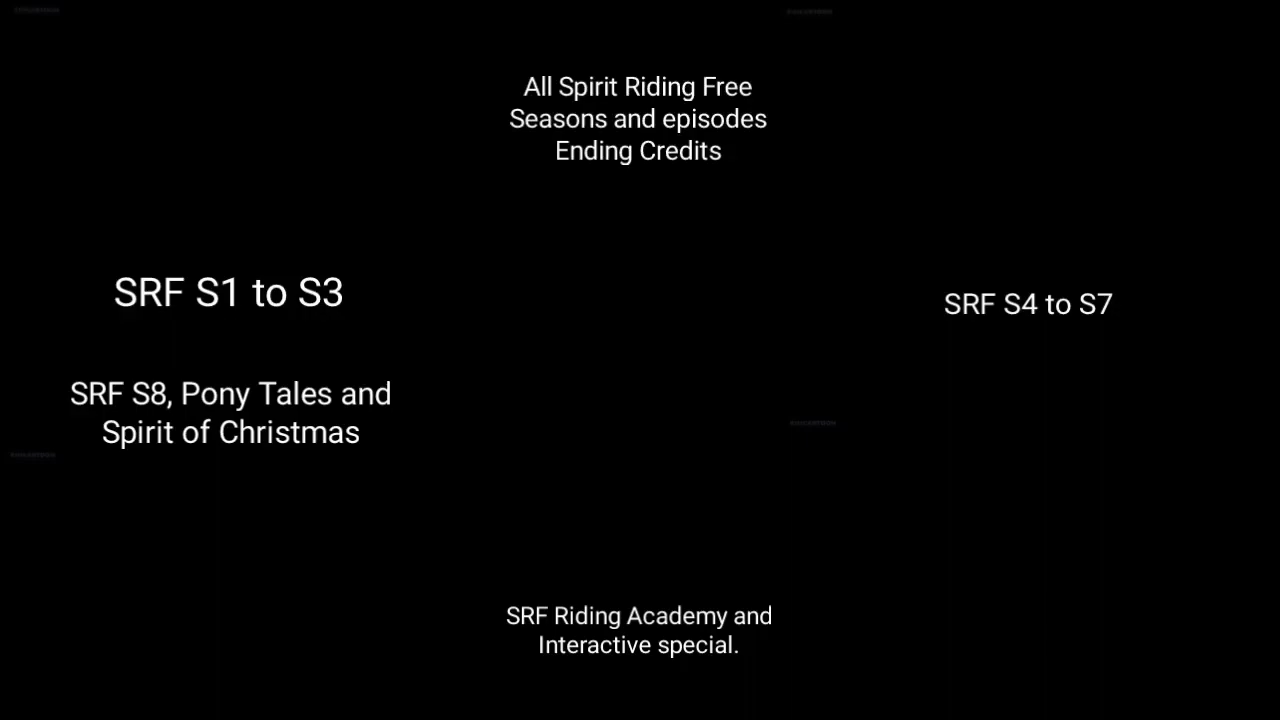 All Spirit Riding Free
Seasons and episodes
Ending Credits
SRF S1 to S3
SRF S4 to S7
SRF S8, Pony Tales and
Spirit of Christmas
SRF Riding Academy and
Interactive special.